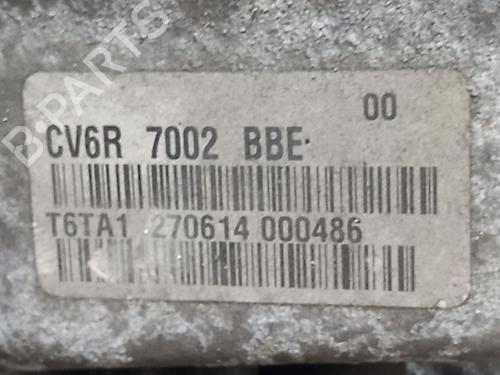 B-PARTS
00
CV6R 7002 BBE
T6TA1 270614 000486